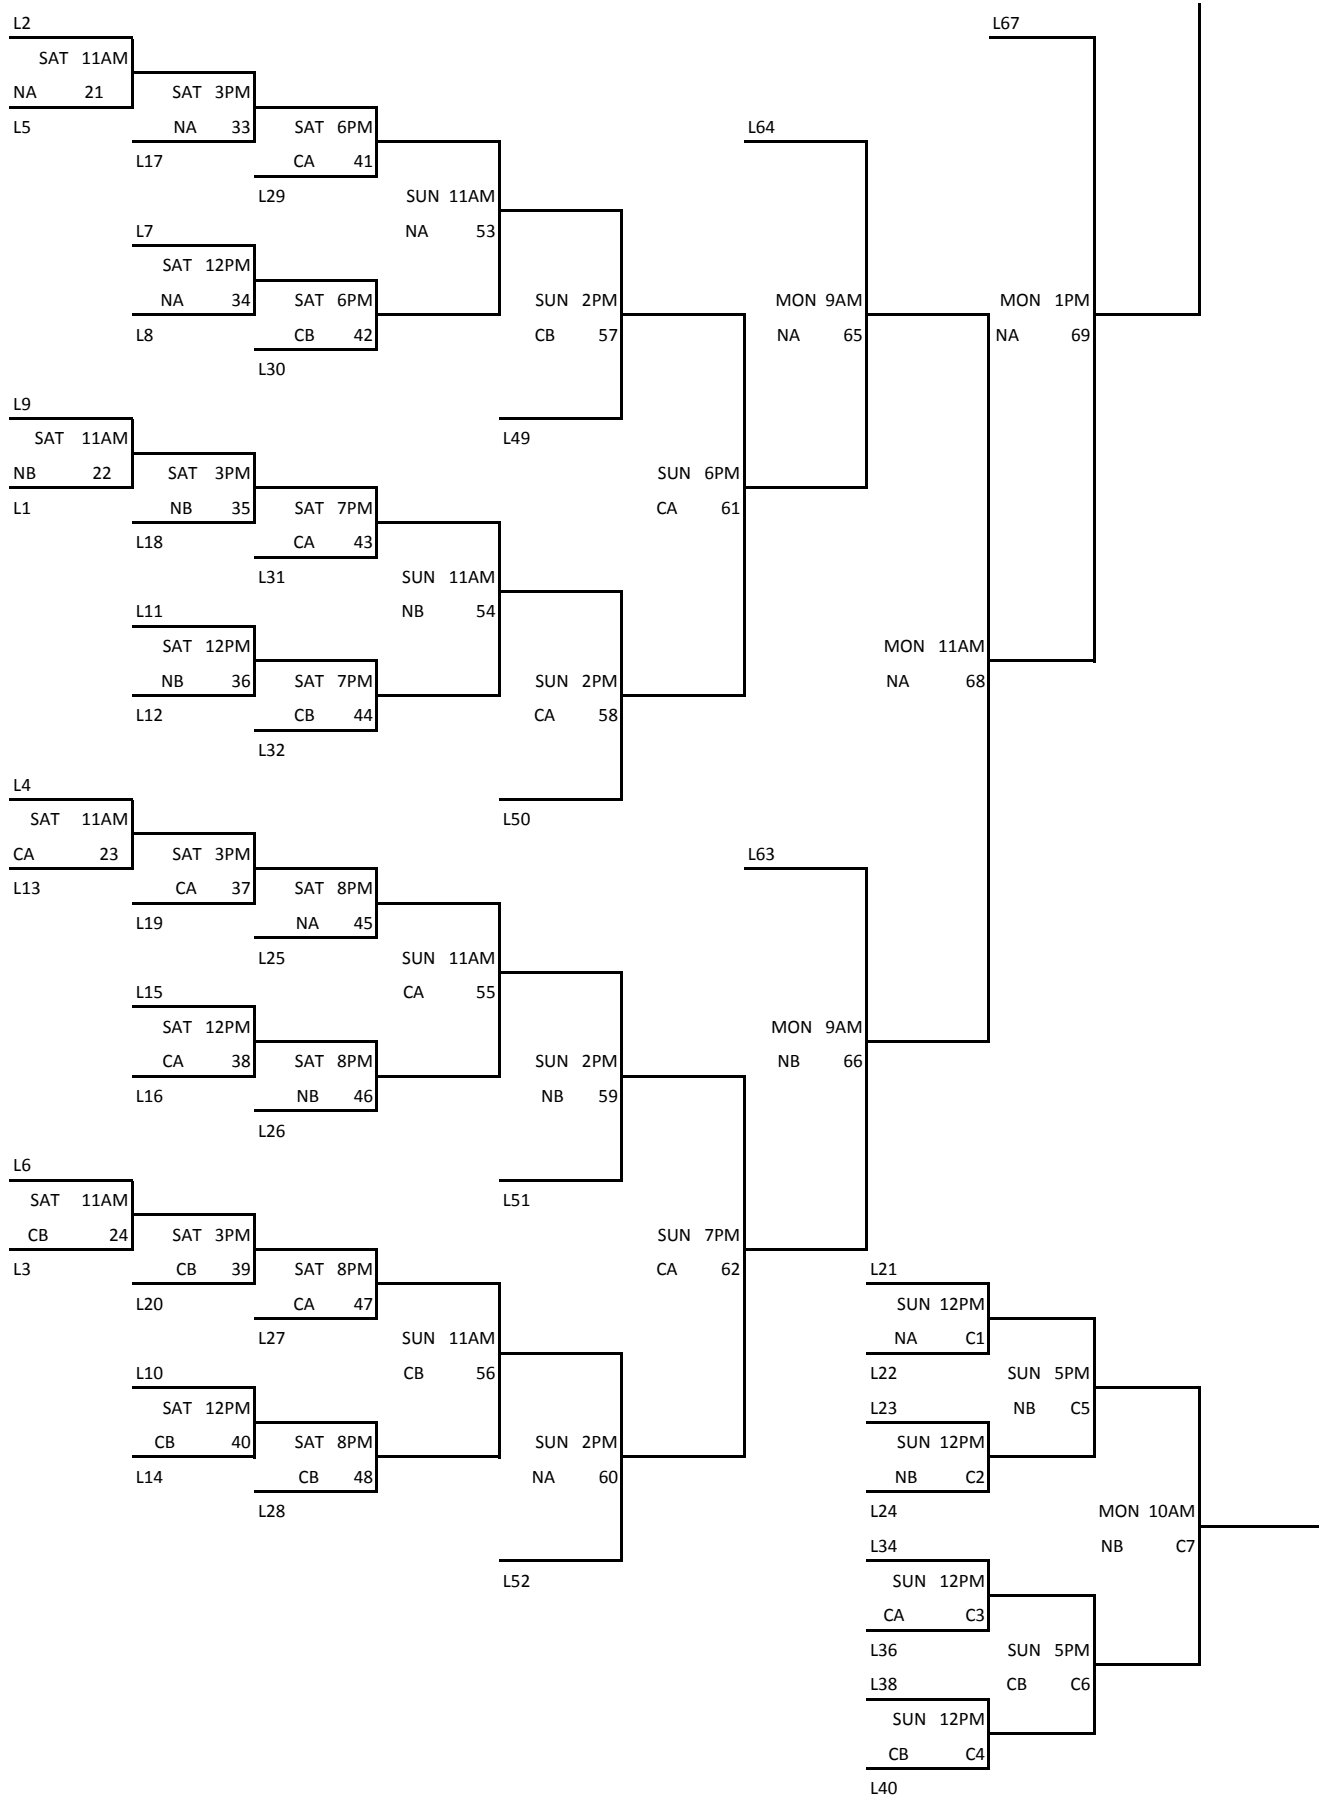 L2
L67
SAT 11AM
NA 21
SAT 3PM
L5
NA 33
SAT 6PM
L64
L17
CA 41
L29
SUN 11AM
L7
NA 53
SAT 12PM
NA 34
SAT 6PM
SUN 2PM
MON 9AM
MON 1PM
L8
CB 42
CB 57
NA 65
NA 69
L30
L9
SAT 11AM
L49
NB 22
SAT 3PM
SUN 6PM
L1
NB 35
SAT 7PM
CA 61
L18
CA 43
L31
SUN 11AM
L11
NB 54
SAT 12PM
MON 11AM
NB 36
SAT 7PM
SUN 2PM
NA 68
L12
CB 44
CA 58
L32
L4
SAT 11AM
L50
CA 23
SAT 3PM
L63
L13
CA 37
SAT 8PM
L19
NA 45
L25
SUN 11AM
L15
CA 55
SAT 12PM
MON 9AM
CA 38
SAT 8PM
SUN 2PM
NB 66
L16
NB 46
NB 59
L26
L6
SAT 11AM
L51
CB 24
SAT 3PM
SUN 7PM
L3
CB 39
SAT 8PM
CA 62
L21
L20
CA 47
SUN 12PM
L27
SUN 11AM
NA C1
L10
CB 56
L22
SUN 5PM
SAT 12PM
L23
NB C5
CB 40
SAT 8PM
SUN 2PM
SUN 12PM
L14
CB 48
NA 60
NB C2
L28
L24
MON 10AM
L34
NB C7
L52
SUN 12PM
CA C3
L36
SUN 5PM
L38
CB C6
SUN 12PM
CB C4
L40